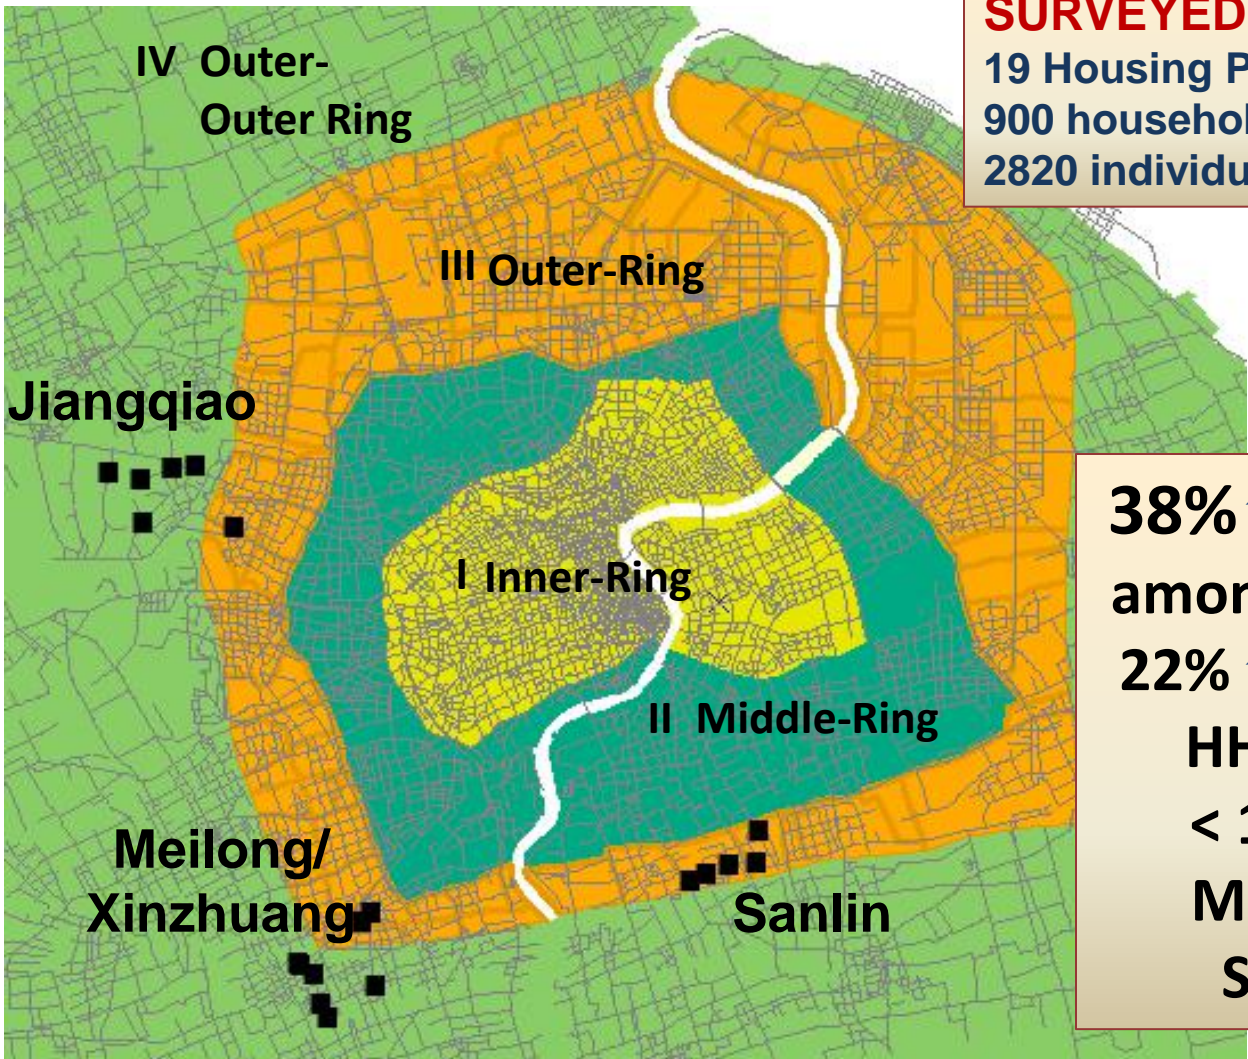 SURVEYED
19 Housing P
900 househol
2820 individu
IV Outer-
Outer Ring
III Outer-Ring
Jiangqiao
I Inner-Ring
II Middle-Ring
Meilong/
Xinzhuang
Sanlin
38%
22%
HH
< 1
M
S